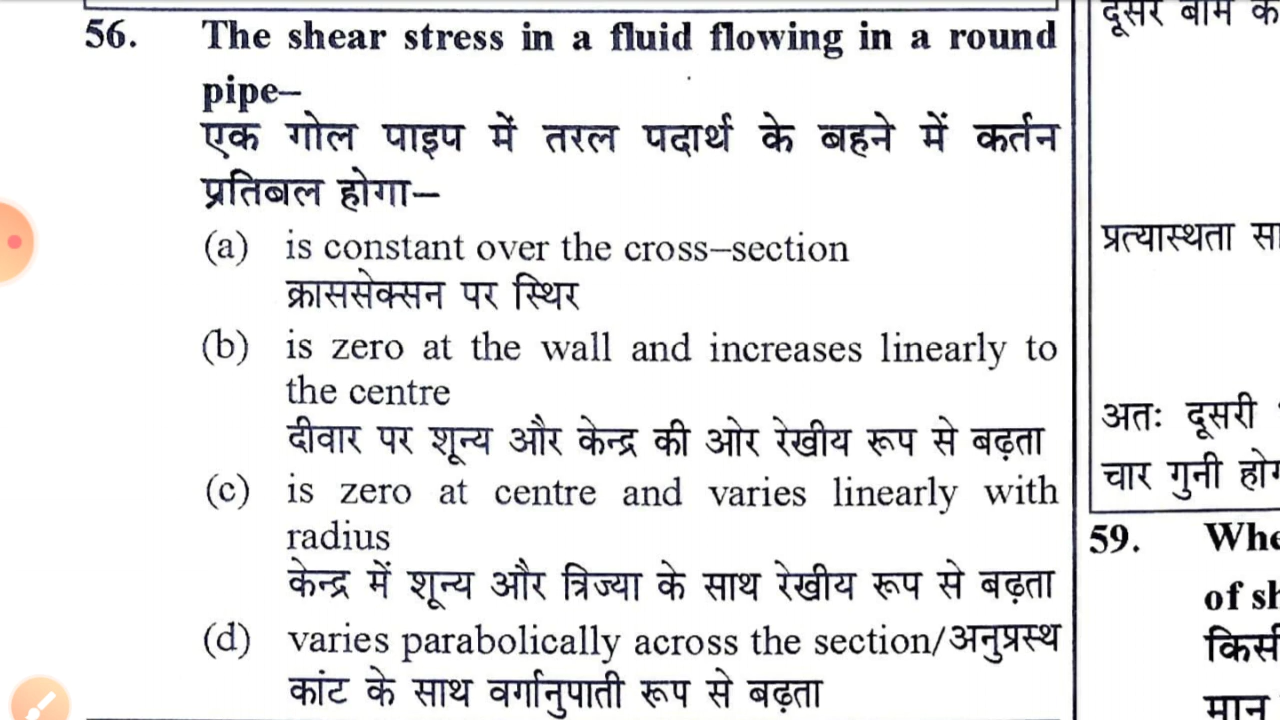 56. The shear stress in a fluid flowing in a round
pipe–
एक गोल पाइप में तरल पदार्थ के बहने में कर्तन
प्रतिबल होगा–
(a) is constant over the cross–section
क्राससेक्सन पर स्थिर
(b) is zero at the wall and increases linearly to
the centre
दीवार पर शून्य और केन्द्र की ओर रेखीय रूप से बढ़ता
(c) is zero at centre and varies linearly with
radius
केन्द्र में शून्य और त्रिज्या के साथ रेखीय रूप से बढ़ता
(d) varies parabolically across the section/अनुप्रस्थ
कांट के साथ वर्गानुपाती रूप से बढ़ता
दूसरे बीम
प्रत्यास्थता
अतः दूसरी
चार गुनी
59.
of
मान